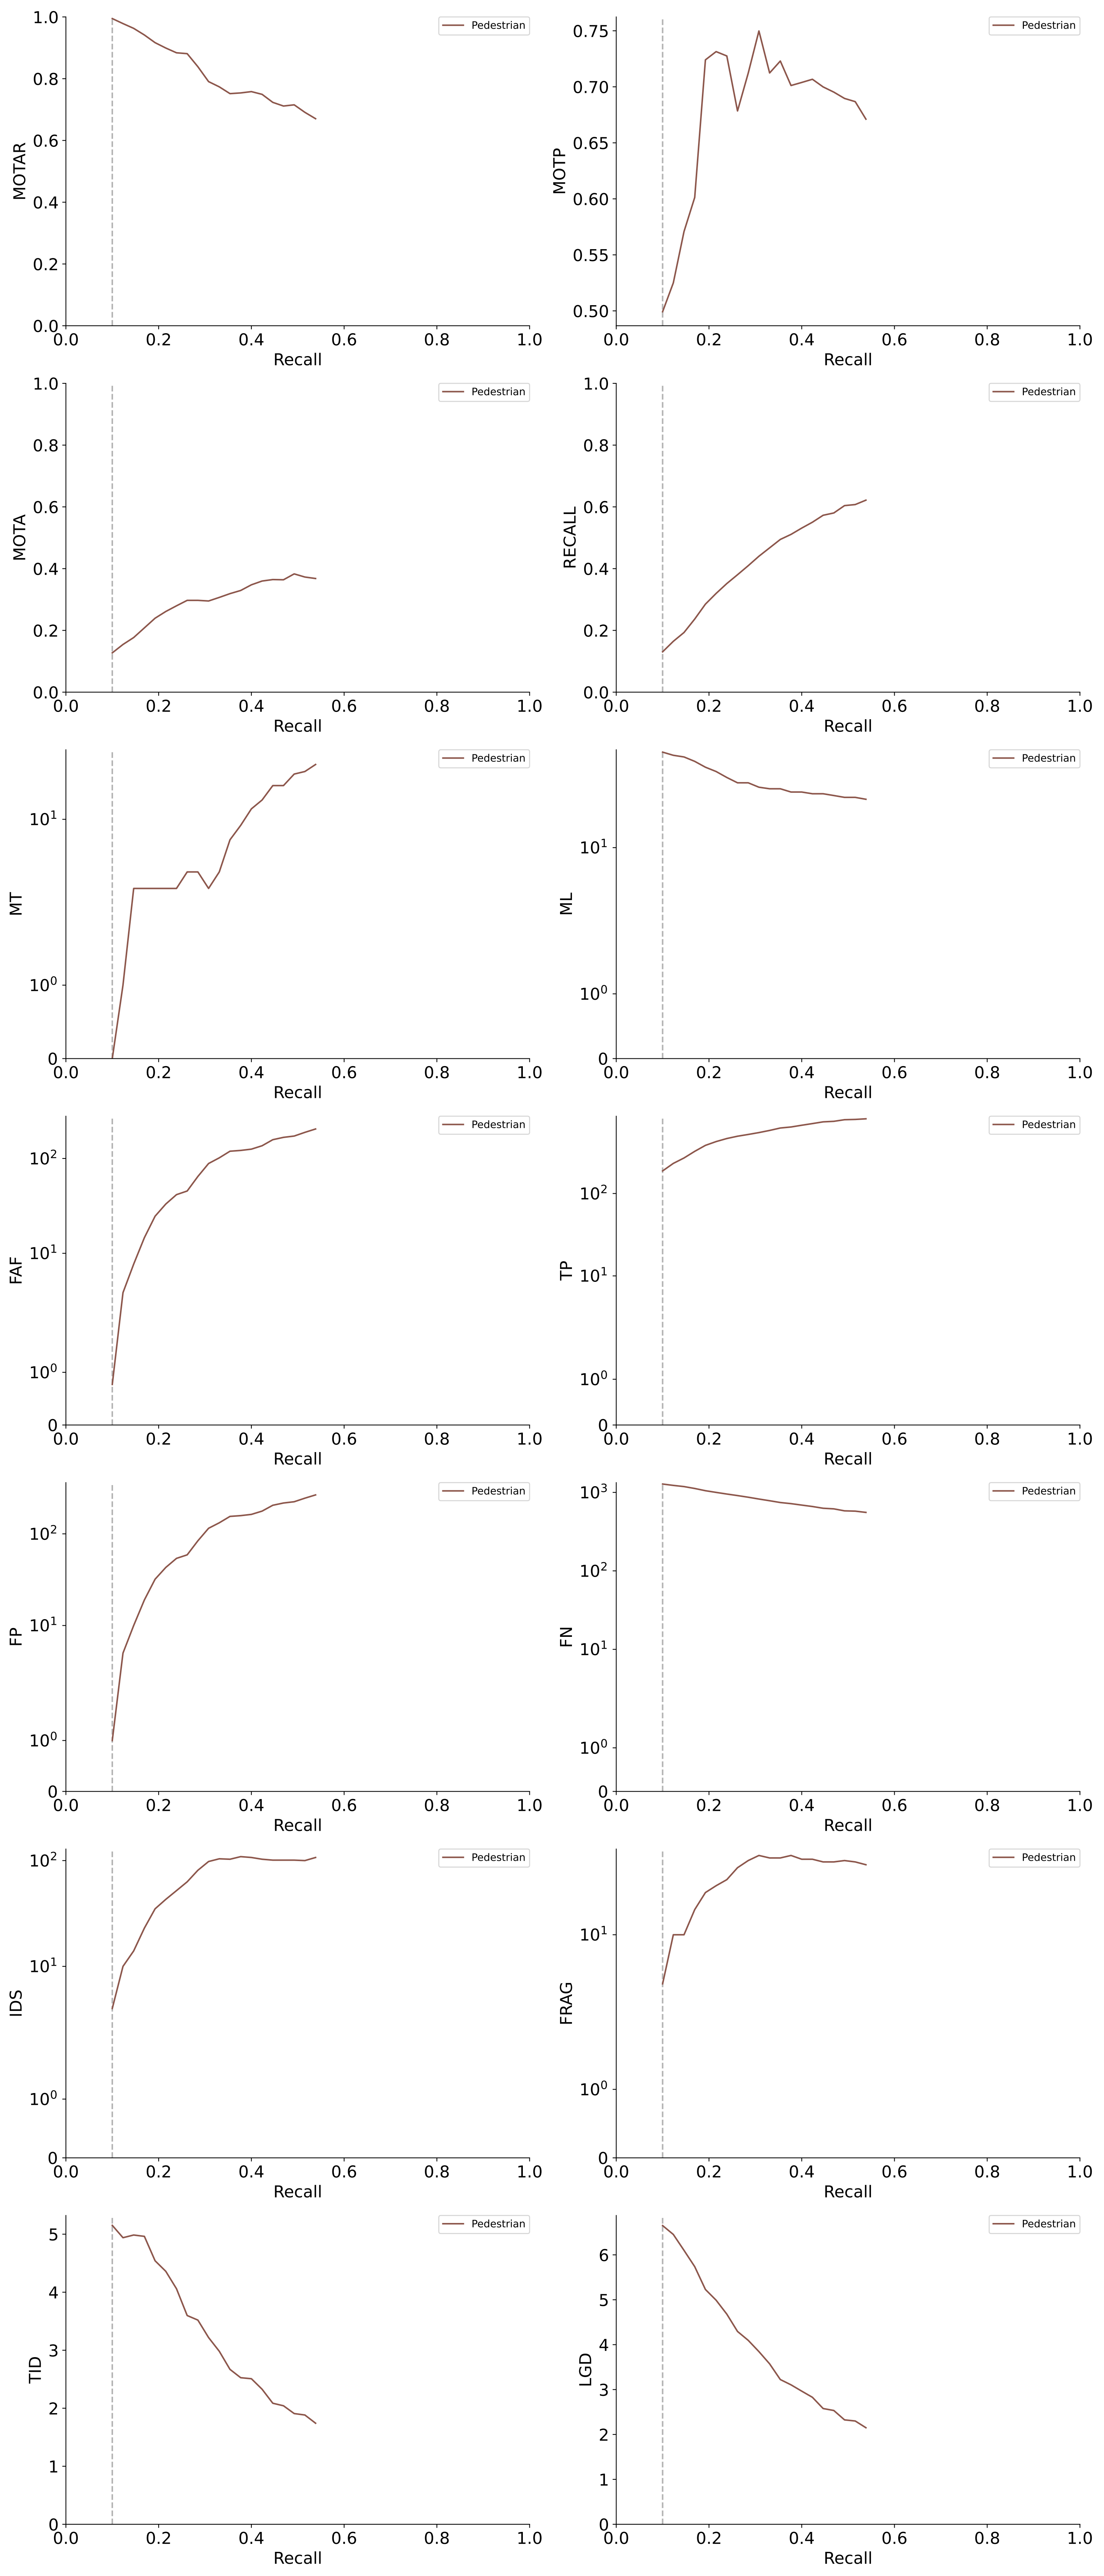 Pedestrian
MOTAR
1.0
0.8
0.6
0.4
0.2
0.0
0.0 0.2 0.4 0.6 0.8 1.0
Recall
Pedestrian
MOTP
0.75
0.70
0.65
0.60
0.55
0.50
0.0 0.2 0.4 0.6 0.8 1.0
Recall
Pedestrian
MOTA
1.0
0.8
0.6
0.4
0.2
0.0
0.0 0.2 0.4 0.6 0.8 1.0
Recall
Pedestrian
RECALL
1.0
0.8
0.6
0.4
0.2
0.0
0.0 0.2 0.4 0.6 0.8 1.0
Recall
Pedestrian
MT
10¹
10⁰
0
0.0 0.2 0.4 0.6 0.8 1.0
Recall
Pedestrian
ML
10¹
10⁰
0
0.0 0.2 0.4 0.6 0.8 1.0
Recall
Pedestrian
FAF
10²
10¹
10⁰
0
0.0 0.2 0.4 0.6 0.8 1.0
Recall
Pedestrian
TP
10²
10¹
10⁰
0
0.0 0.2 0.4 0.6 0.8 1.0
Recall
Pedestrian
FP
10²
10¹
10⁰
0
0.0 0.2 0.4 0.6 0.8 1.0
Recall
Pedestrian
FN
10³
10²
10¹
10⁰
0
0.0 0.2 0.4 0.6 0.8 1.0
Recall
Pedestrian
IDS
10²
10¹
10⁰
0
0.0 0.2 0.4 0.6 0.8 1.0
Recall
Pedestrian
FRAG
10¹
10⁰
0
0.0 0.2 0.4 0.6 0.8 1.0
Recall
Pedestrian
TID
5
4
3
2
1
0
0.0 0.2 0.4 0.6 0.8 1.0
Recall
Pedestrian
LGD
6
5
4
3
2
1
0
0.0 0.2 0.4 0.6 0.8 1.0
Recall